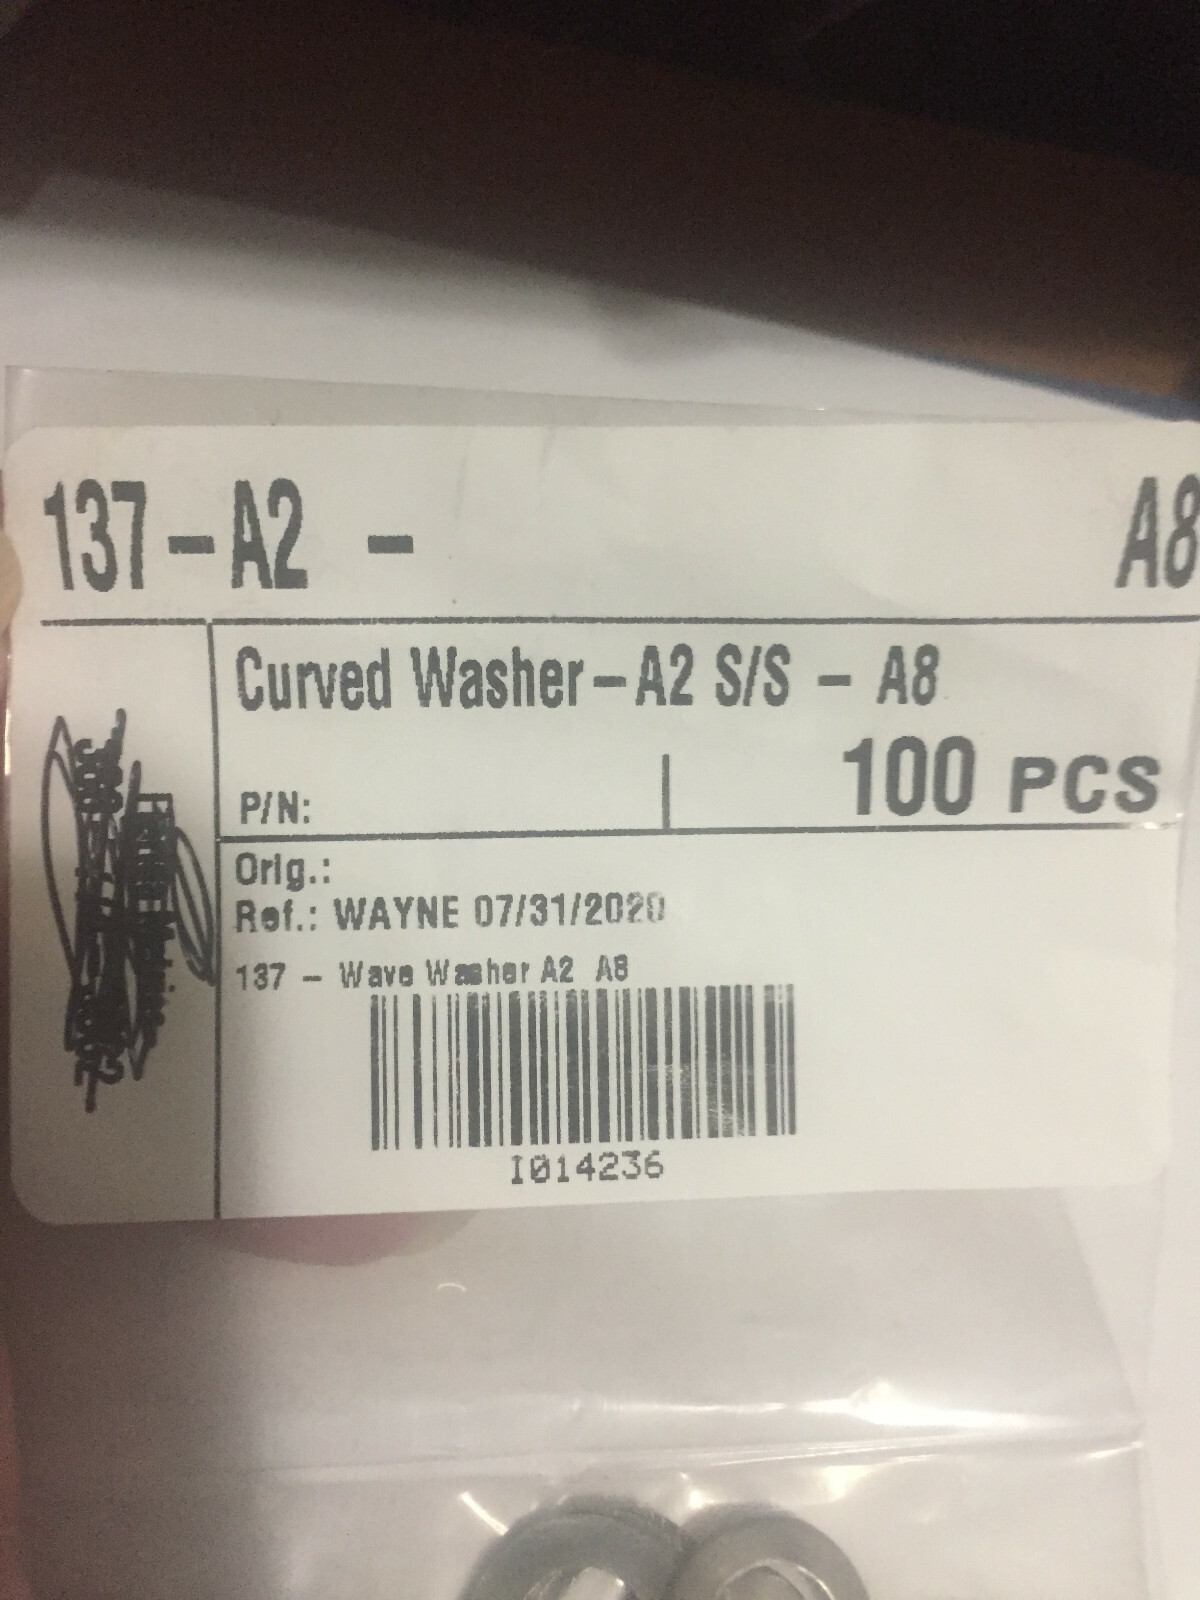 137-A2 - A8
Curved Washer-A2 S/S - A8
P/N: 100 PCS
Orig.:
Ref.: WAYNE 07/31/2020
137 - Wave Washer A2 A8
I014236